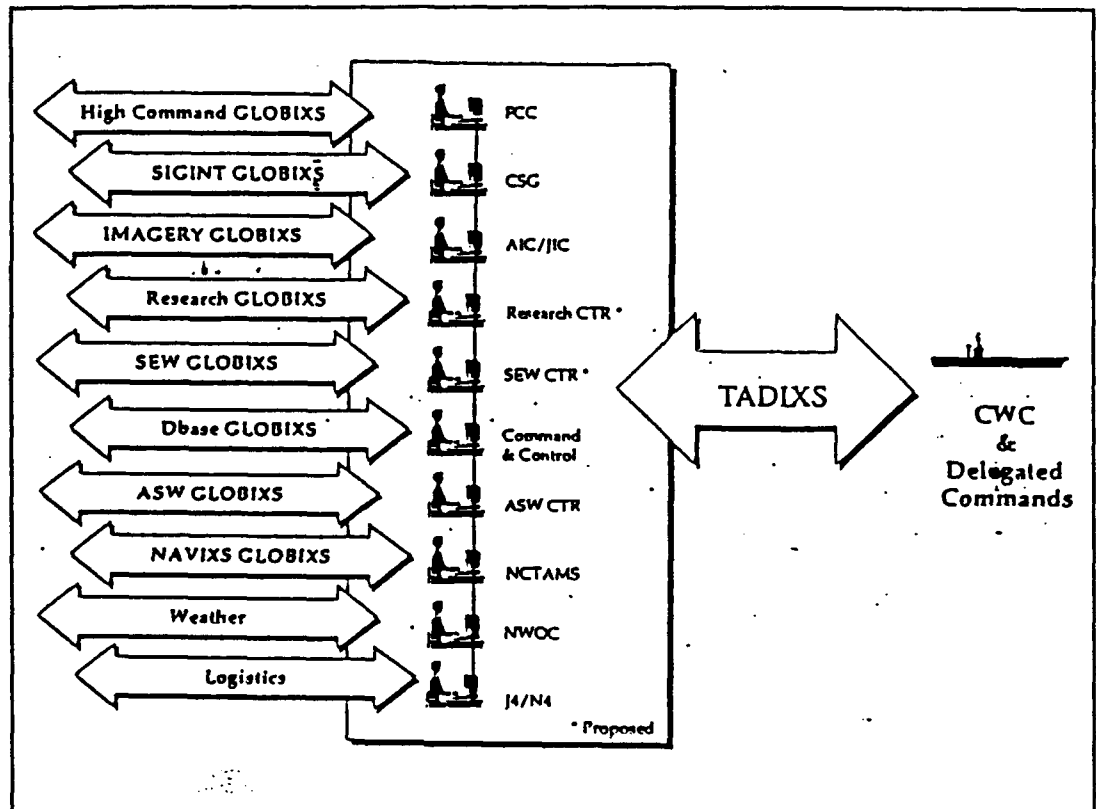 High Command GLOBIXS
FCC
SIGINT GLOBIXS
CSG
IMAGERY GLOBIXS
AIC/JIC
Research GLOBIXS
Research CTR *
SEW GLOBIXS
SEW CTR *
Dbase GLOBIXS
Command
& Control
ASW GLOBIXS
ASW CTR
NAVIXS GLOBIXS
NCTAMS
Weather
NWOC
Logistics
J4/N4
* Proposed
TADIXS
CWC
&
Delegated
Commands